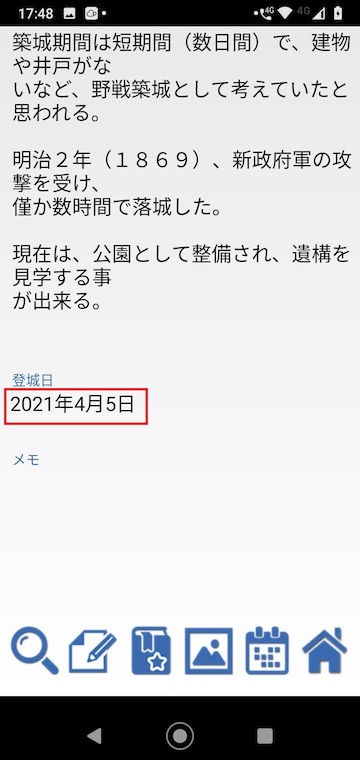 17:48
4G
4G
築城期間は短期間（数日間）で、建物
や井戸がな
いなど、野戦築城として考えていたと
思われる。
明治２年（１８６９）、新政府軍の攻
撃を受け、
僅か数時間で落城した。
現在は、公園として整備され、遺構を
見学する事
が出来る。
登城日
2021年4月5日
メモ